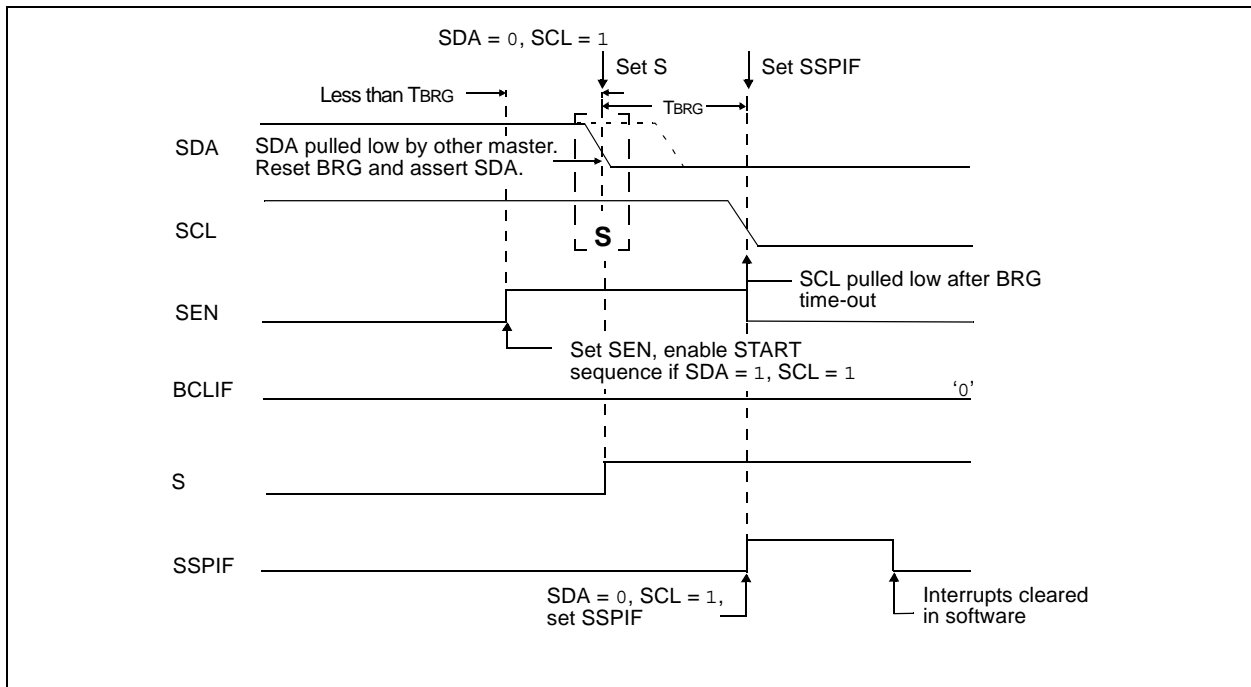 SDA = 0, SCL = 1
Set S
Set SSPIF
Less than TBRG
TBRG
SDA
SDA pulled low by other master.
Reset BRG and assert SDA.
SCL
S
SCL pulled low after BRG
time-out
SEN
Set SEN, enable START
sequence if SDA = 1, SCL = 1
BCLIF
‘0’
S
SSPIF
SDA = 0, SCL = 1,
set SSPIF
Interrupts cleared
in software